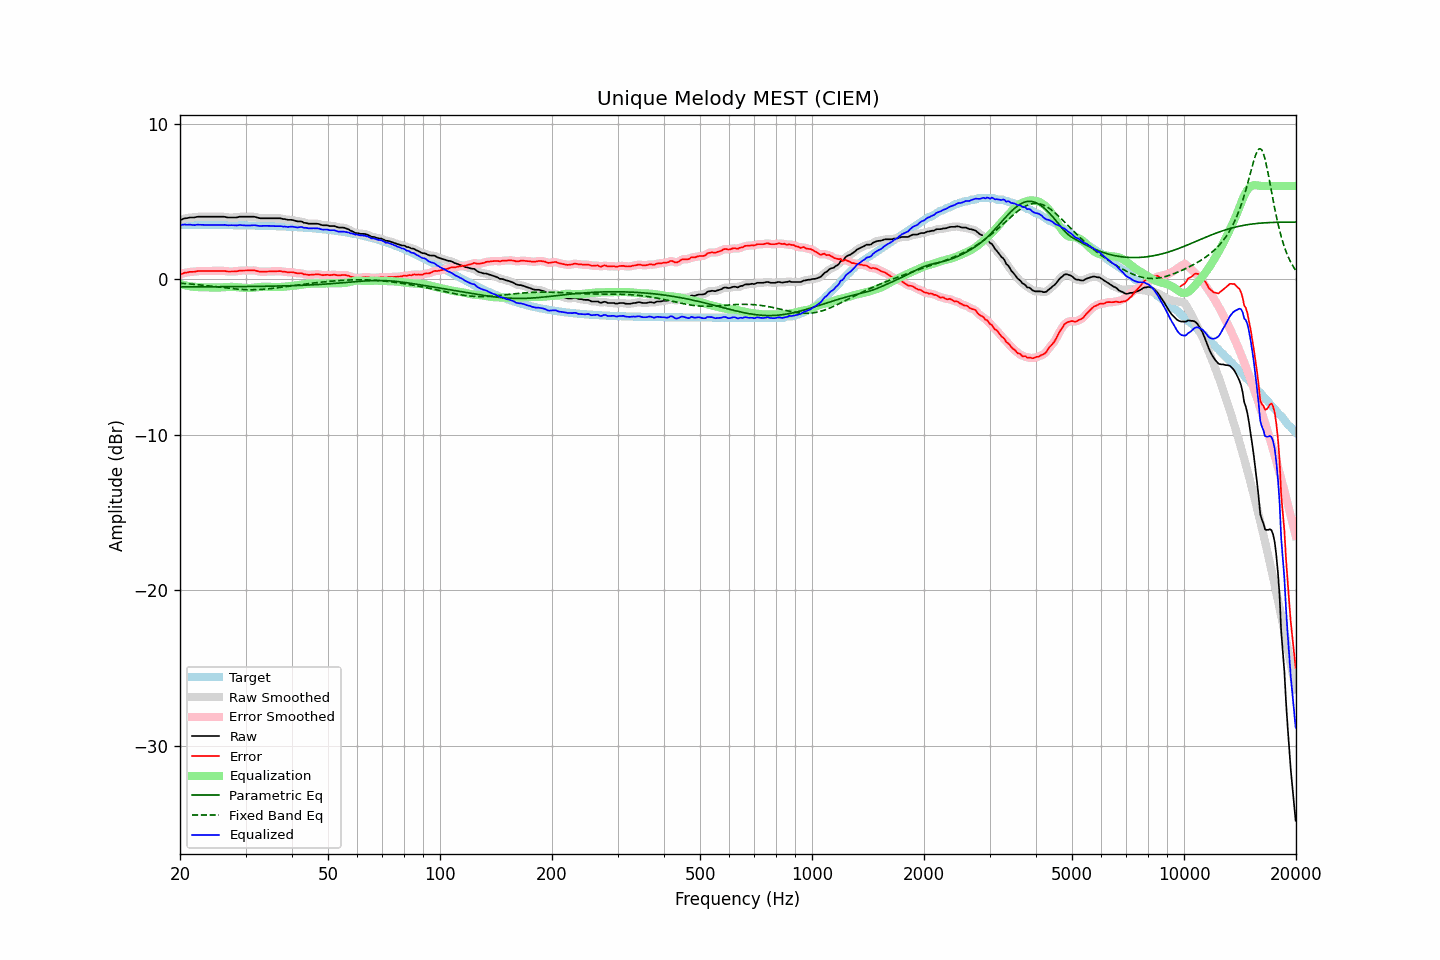 Unique Melody MEST (CIEM)
Amplitude (dBr)
10
0
−10
−20
−30
Target
Raw Smoothed
Error Smoothed
Raw
Error
Equalization
Parametric Eq
Fixed Band Eq
Equalized
20 50 100 200 500 1000 2000 5000 10000 20000
Frequency (Hz)